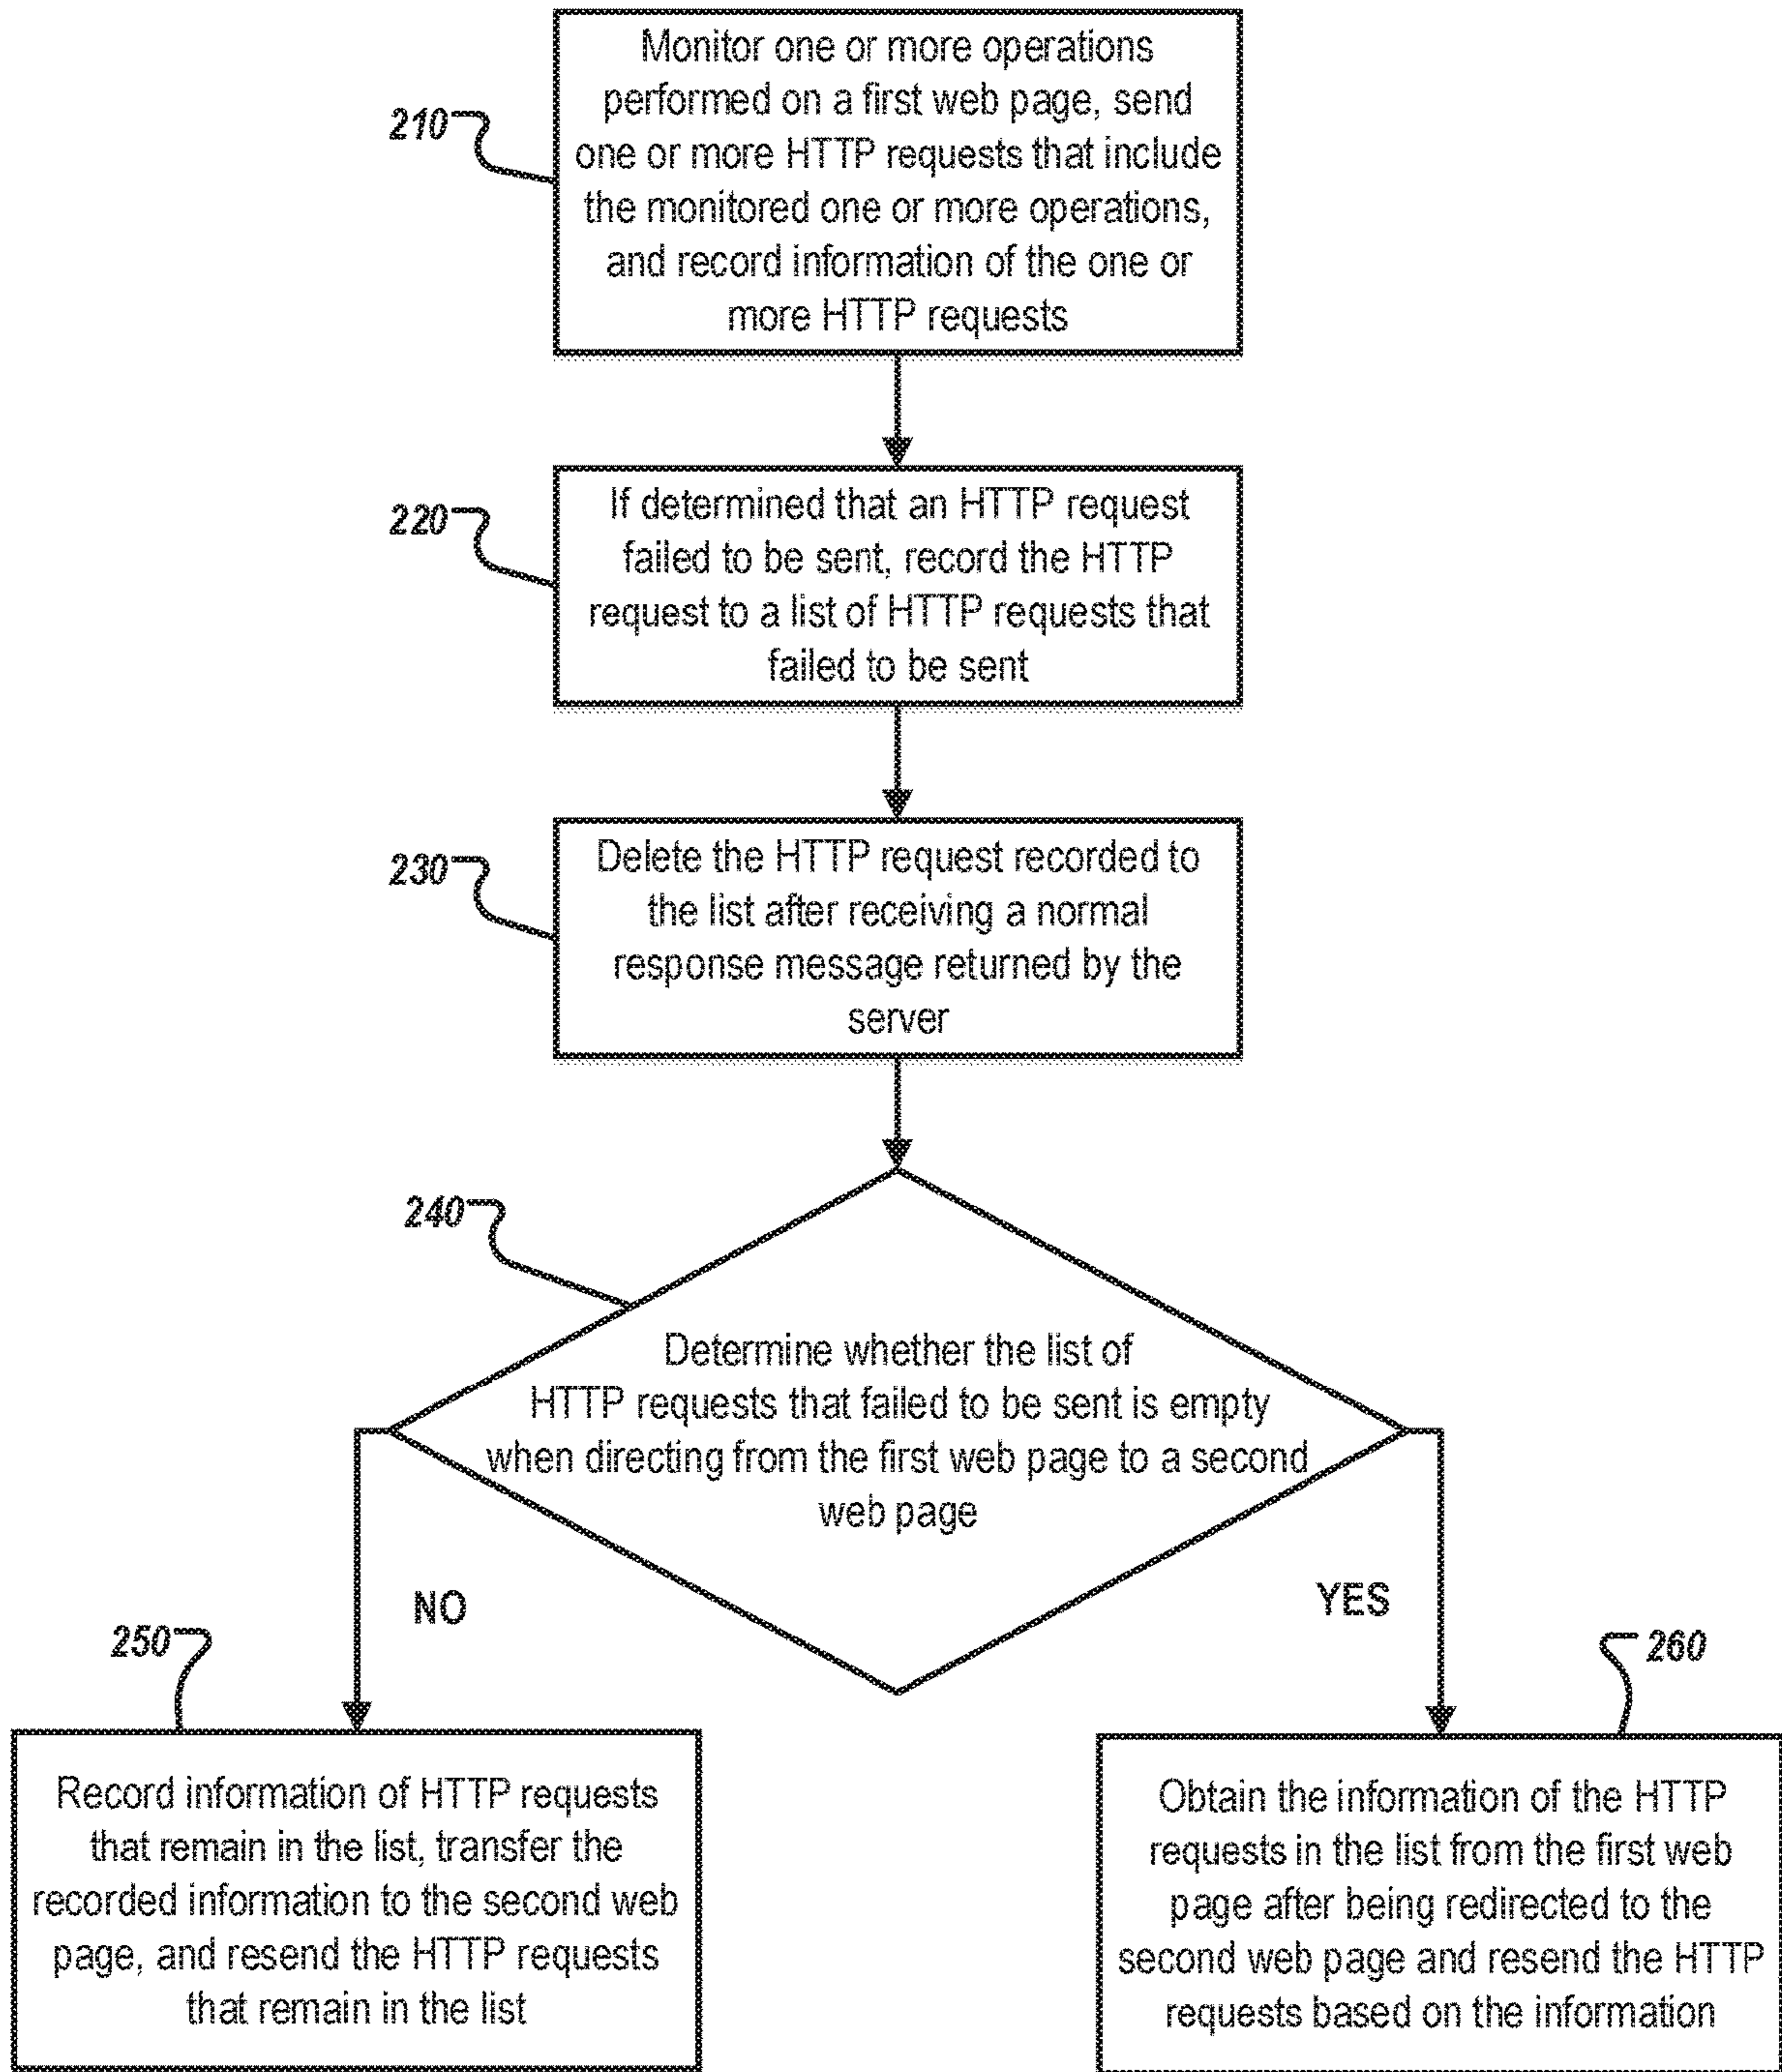 210
Monitor one or more operations
performed on a first web page, send
one or more HTTP requests that include
the monitored one or more operations,
and record information of the one or
more HTTP requests
220
If determined that an HTTP request
failed to be sent, record the HTTP
request to a list of HTTP requests that
failed to be sent
230
Delete the HTTP request recorded to
the list after receiving a normal
response message returned by the
server
240
Determine whether the list of
HTTP requests that failed to be sent is empty
when directing from the first web page to a second
web page
NO
YES
250
Record information of HTTP requests
that remain in the list, transfer the
recorded information to the second web
page, and resend the HTTP requests
that remain in the list
260
Obtain the information of the HTTP
requests in the list from the first web
page after being redirected to the
second web page and resend the HTTP
requests based on the information